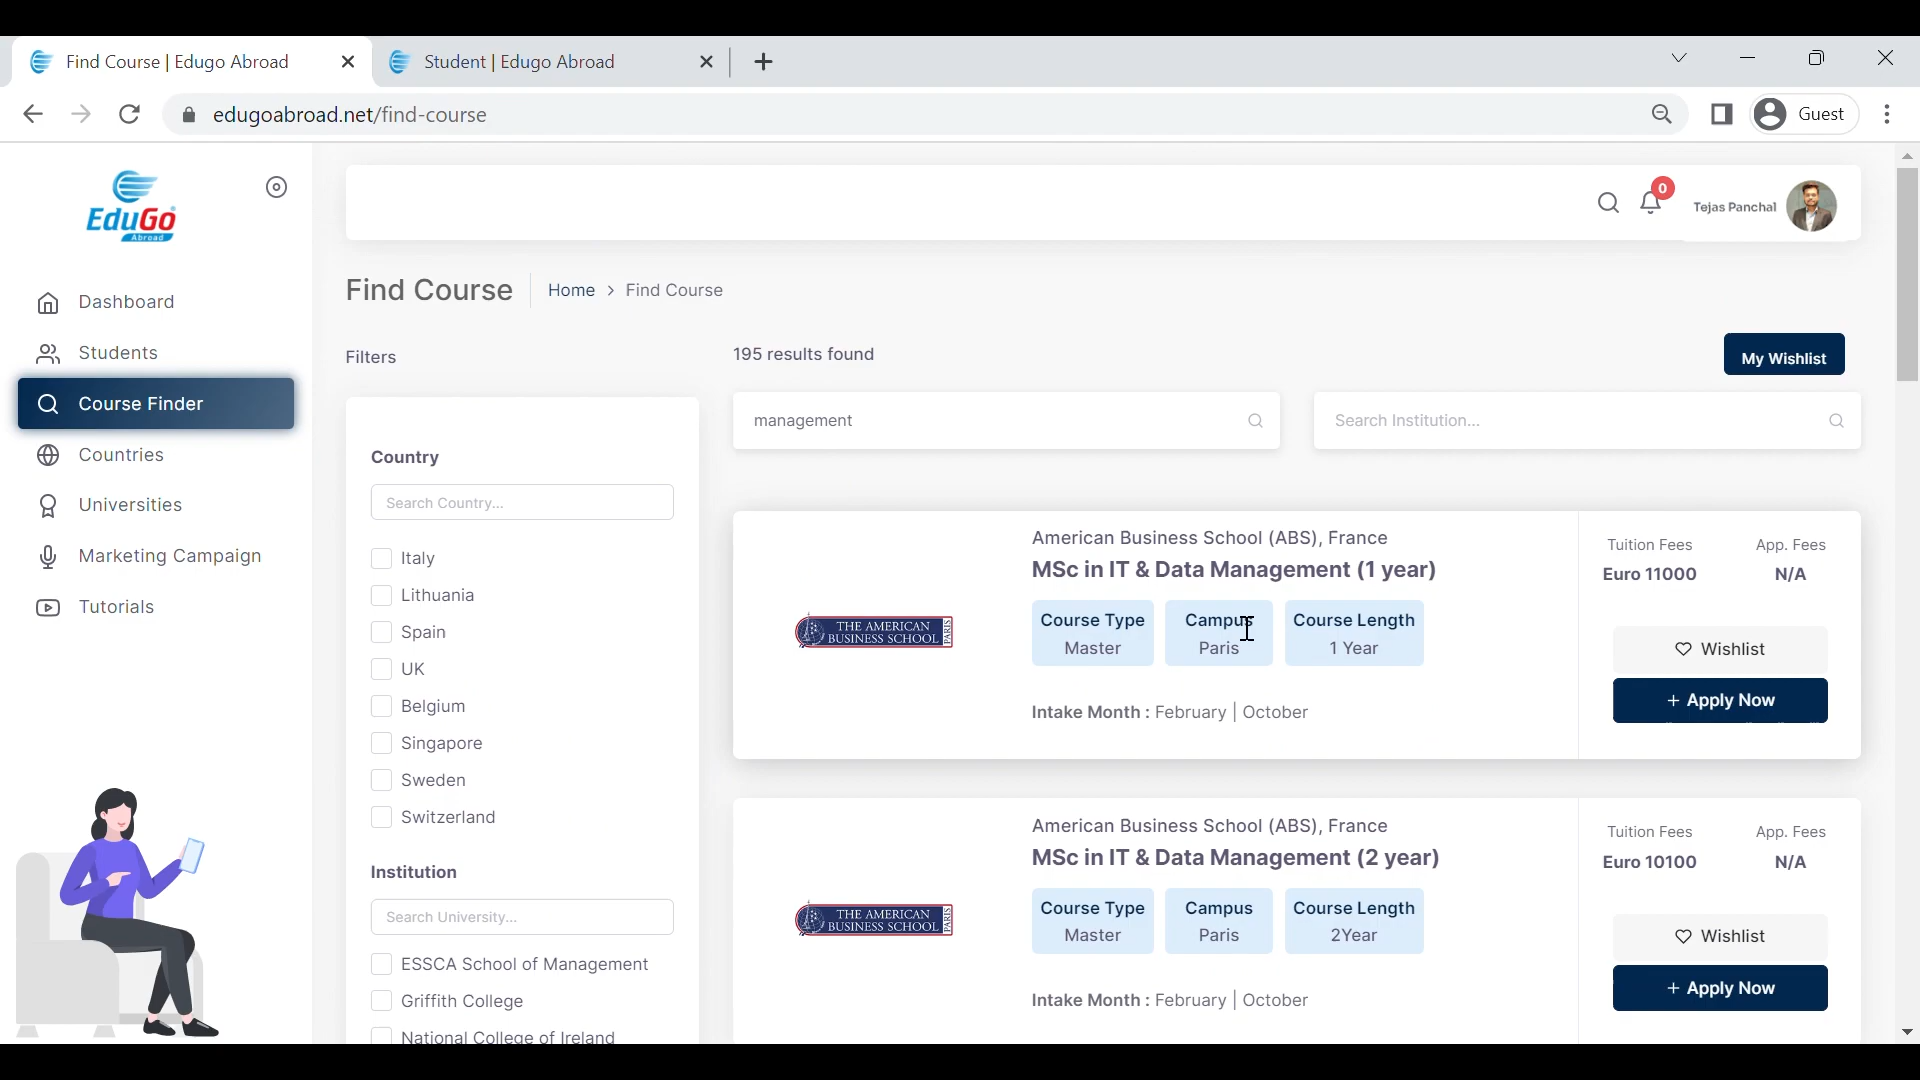 Find Course | Edugo Abroad
Student | Edugo Abroad
edugoabroad.net/find-course
Guest
EduGo
Abroad
0
Tejas Panchal
Dashboard
Students
Course Finder
Countries
Universities
Marketing Campaign
Tutorials
Find Course
Home > Find Course
Filters
195 results found
My Wishlist
management
Search Institution...
Country
Search Country...
Italy
Lithuania
Spain
UK
Belgium
Singapore
Sweden
Switzerland
Institution
Search University...
ESSCA School of Management
Griffith College
National College of Ireland
THE AMERICAN
BUSINESS SCHOOL
PARIS
American Business School (ABS), France
MSc in IT & Data Management (1 year)
Course Type
Master
Campus
Paris
Course Length
1 Year
Intake Month : February | October
Tuition Fees
Euro 11000
App. Fees
N/A
Wishlist
+ Apply Now
THE AMERICAN
BUSINESS SCHOOL
PARIS
American Business School (ABS), France
MSc in IT & Data Management (2 year)
Course Type
Master
Campus
Paris
Course Length
2Year
Intake Month : February | October
Tuition Fees
Euro 10100
App. Fees
N/A
Wishlist
+ Apply Now